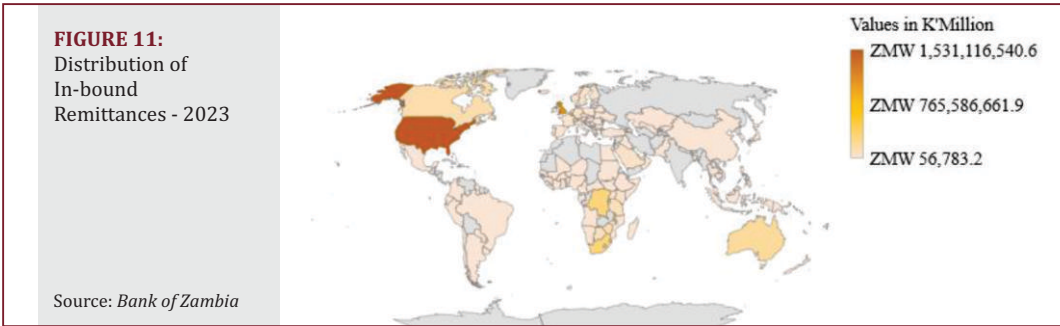 FIGURE 11:
Distribution of
In-bound
Remittances - 2023
Source: Bank of Zambia
Values in K'Million
ZMW 1,531,116,540.6
ZMW 765,586,661.9
ZMW 56,783.2